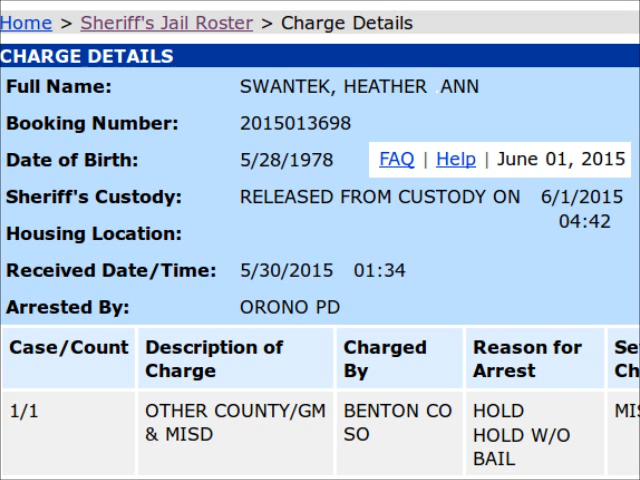 Home > Sheriff's Jail Roster > Charge Details
CHARGE DETAILS
Full Name: SWANTEK, HEATHER ANN
Booking Number: 2015013698
Date of Birth: 5/28/1978 FAQ | Help | June 01, 2015
Sheriff's Custody: RELEASED FROM CUSTODY ON 6/1/2015
04:42
Housing Location:
Received Date/Time: 5/30/2015 01:34
Arrested By: ORONO PD
Case/Count Description of Charged Reason for Se
Charge By Arrest Ch
1/1 OTHER COUNTY/GM BENTON CO HOLD MIS
& MISD SO HOLD W/O
BAIL